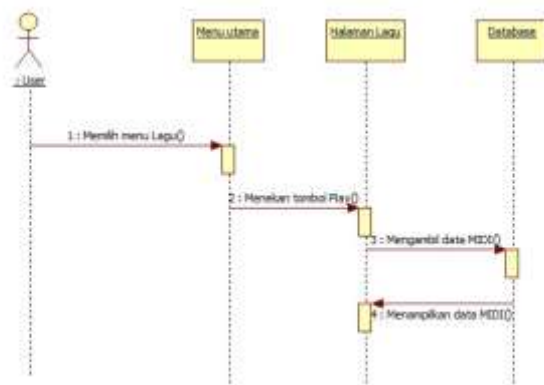 Menu utama
Halaman Lagu
Database
: User
1 : Memilih menu Lagu()
2 : Menekan tombol Play()
3 : Mengambil data MIDI()
4 : Menampilkan data MIDI()